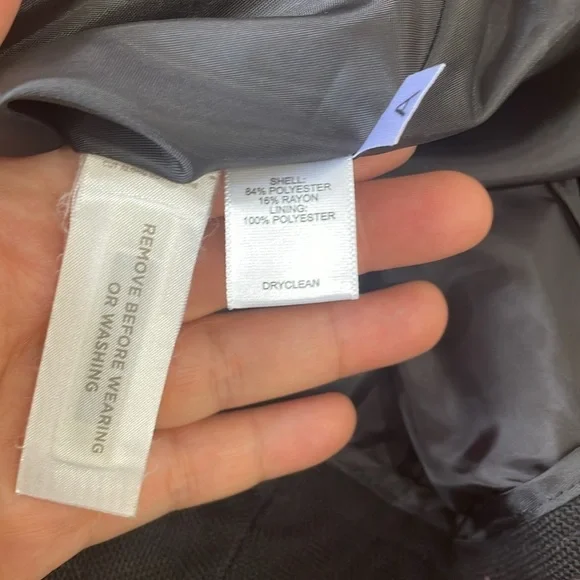 SHELL:
84% POLYESTER
16% RAYON
LINING:
100% POLYESTER
DRYCLEAN
REMOVE BEFORE WEARING
OR WASHING
A